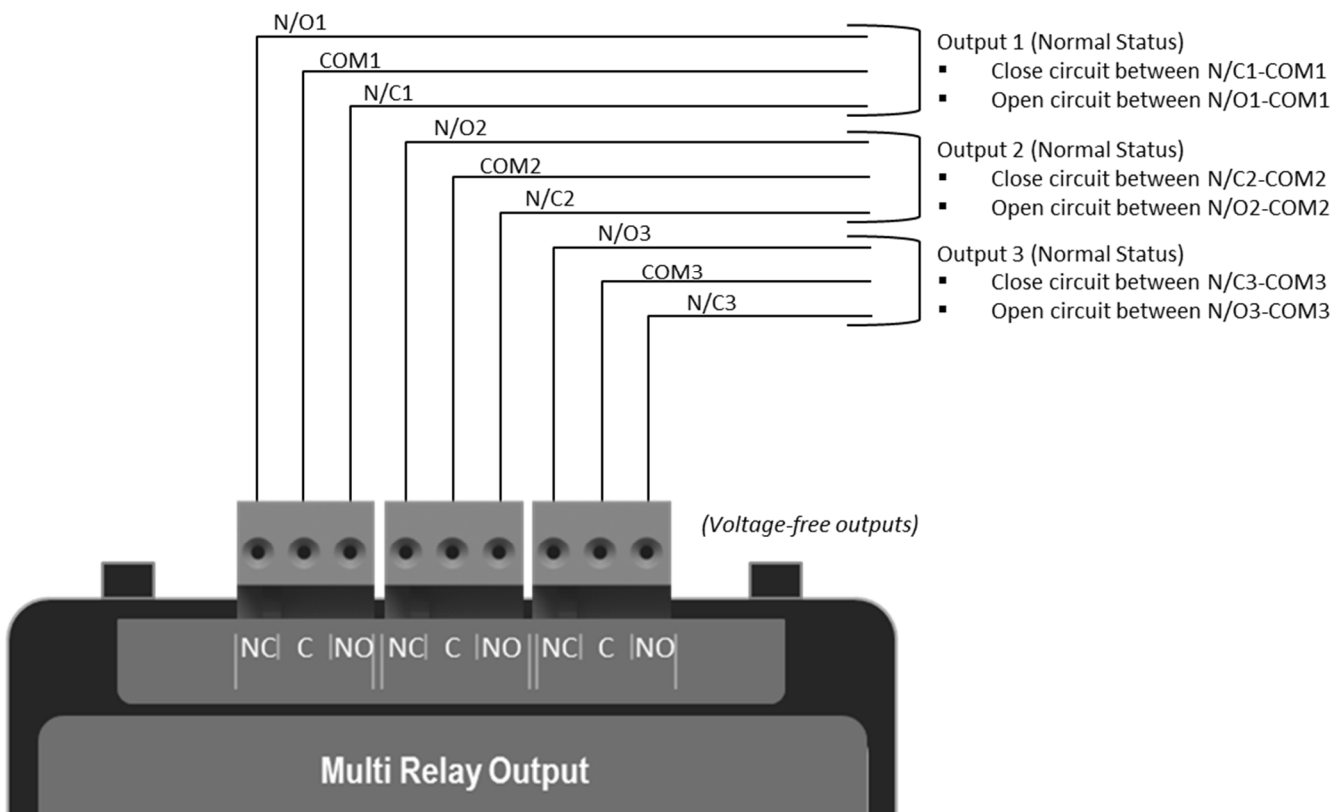 N/O1
COM1
N/C1
N/O2
COM2
N/C2
N/O3
COM3
N/C3
Output 1 (Normal Status)
▪ Close circuit between N/C1-COM1
▪ Open circuit between N/O1-COM1
Output 2 (Normal Status)
▪ Close circuit between N/C2-COM2
▪ Open circuit between N/O2-COM2
Output 3 (Normal Status)
▪ Close circuit between N/C3-COM3
▪ Open circuit between N/O3-COM3
(Voltage-free outputs)
NC C NO NC C NO NC C NO
Multi Relay Output